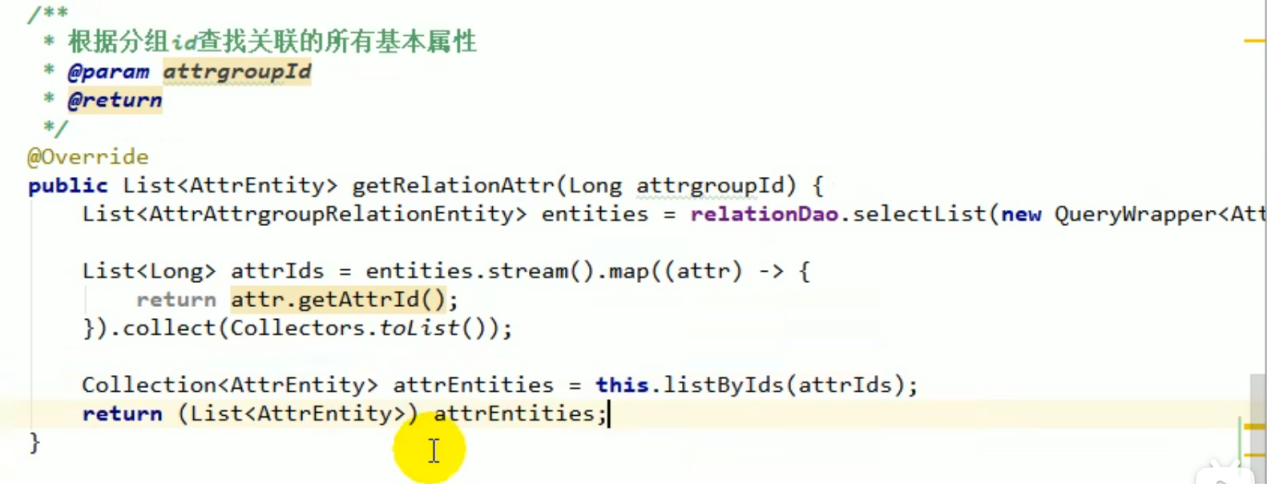 /**
 * 根据分组id查找关联的所有基本属性
 * @param attrgroupId
 * @return
 */
@Override
public List<AttrEntity> getRelationAttr(Long attrgroupId) {
    List<AttrAttrgroupRelationEntity> entities = relationDao.selectList(new QueryWrapper<Att
    List<Long> attrIds = entities.stream().map((attr) -> {
        return attr.getAttrId();
    }).collect(Collectors.toList());
    Collection<AttrEntity> attrEntities = this.listByIds(attrIds);
    return (List<AttrEntity>) attrEntities;
}